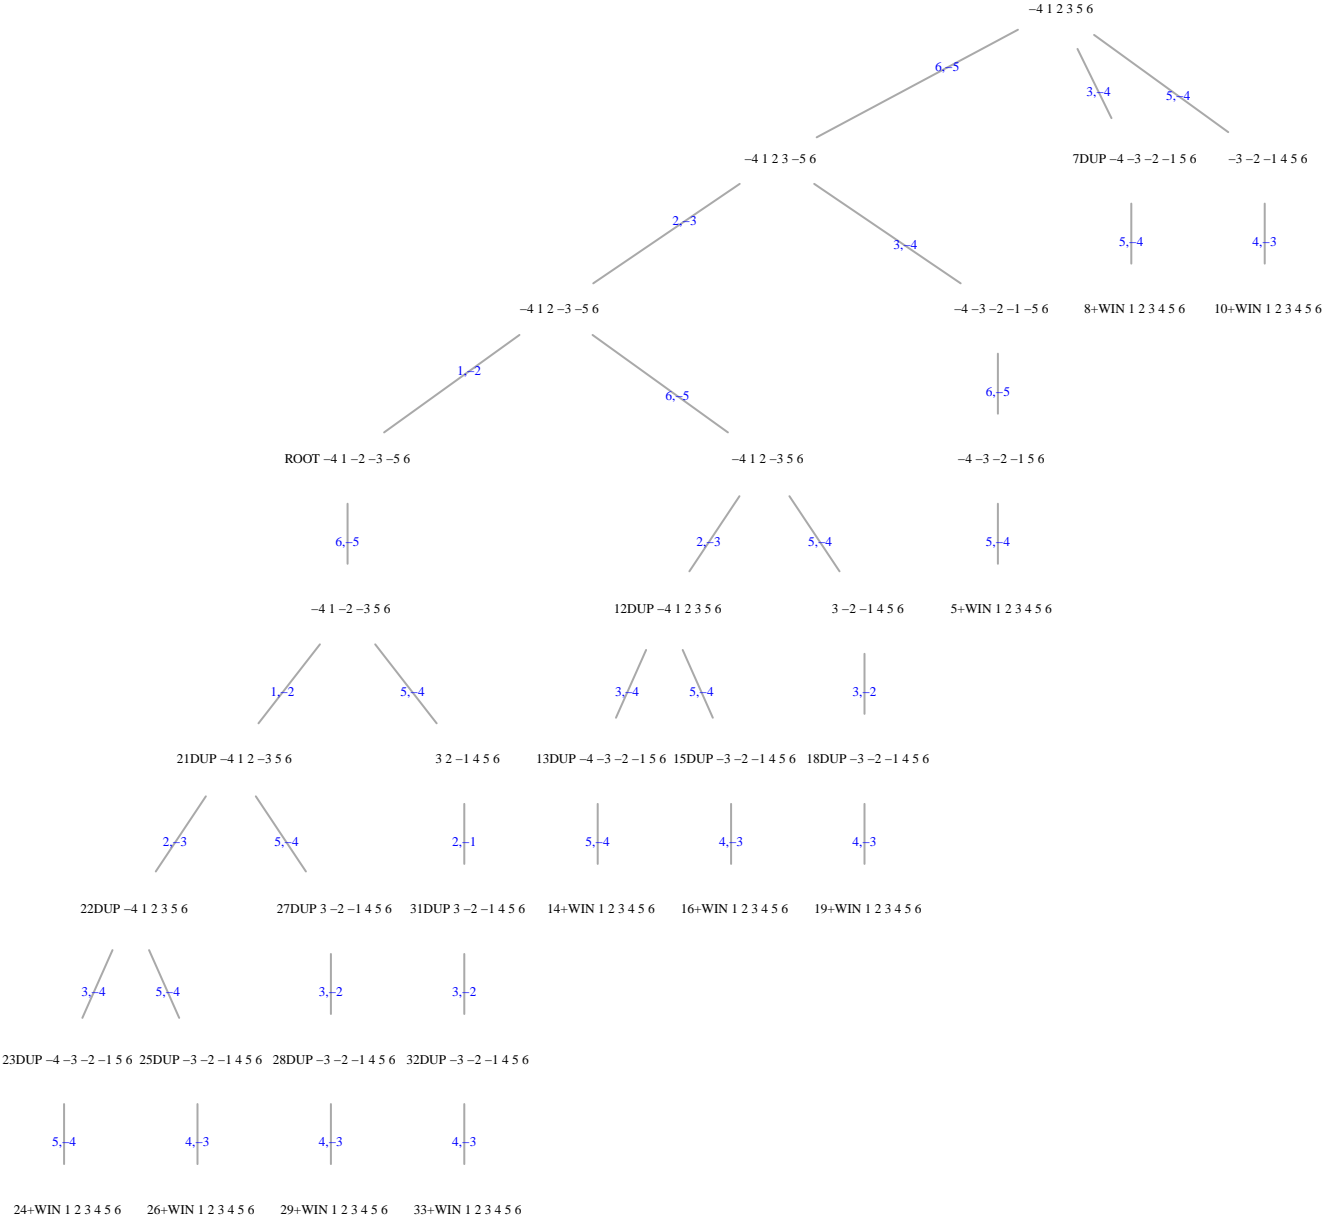 −4 1 2 3 5 6
6,−5
3,−4
5,−4
−4 1 2 3 −5 6
7DUP −4 −3 −2 −1 5 6
−3 −2 −1 4 5 6
2,−3
3,−4
5,−4
4,−3
−4 1 2 −3 −5 6
−4 −3 −2 −1 −5 6
8+WIN 1 2 3 4 5 6
10+WIN 1 2 3 4 5 6
1,−2
6,−5
6,−5
ROOT −4 1 −2 −3 −5 6
−4 1 2 −3 5 6
−4 −3 −2 −1 5 6
6,−5
2,−3
5,−4
5,−4
−4 1 −2 −3 5 6
12DUP −4 1 2 3 5 6
3 −2 −1 4 5 6
5+WIN 1 2 3 4 5 6
1,−2
5,−4
3,−4
5,−4
3,−2
21DUP −4 1 2 −3 5 6
3 2 −1 4 5 6
13DUP −4 −3 −2 −1 5 6
15DUP −3 −2 −1 4 5 6
18DUP −3 −2 −1 4 5 6
2,−3
5,−4
2,−1
5,−4
4,−3
4,−3
22DUP −4 1 2 3 5 6
27DUP 3 −2 −1 4 5 6
31DUP 3 −2 −1 4 5 6
14+WIN 1 2 3 4 5 6
16+WIN 1 2 3 4 5 6
19+WIN 1 2 3 4 5 6
3,−4
5,−4
3,−2
3,−2
23DUP −4 −3 −2 −1 5 6
25DUP −3 −2 −1 4 5 6
28DUP −3 −2 −1 4 5 6
32DUP −3 −2 −1 4 5 6
5,−4
4,−3
4,−3
4,−3
24+WIN 1 2 3 4 5 6
26+WIN 1 2 3 4 5 6
29+WIN 1 2 3 4 5 6
33+WIN 1 2 3 4 5 6